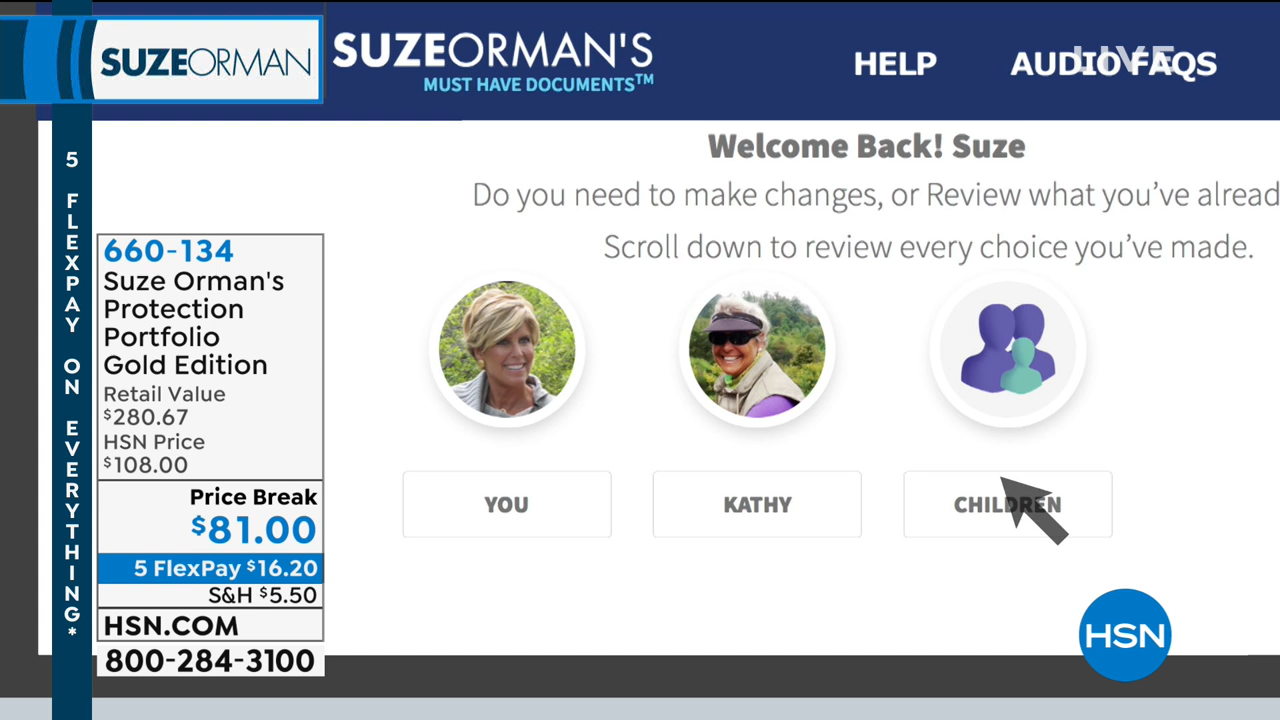 SUZEORMAN
SUZEORMAN'S
MUST HAVE DOCUMENTS™
HELP
AUDIO FAQS
LIVE
5 FLEXPAY ON EVERYTHING*
Welcome Back! Suze
Do you need to make changes, or Review what you've alread
Scroll down to review every choice you've made.
YOU
KATHY
CHILDREN
660-134
Suze Orman's
Protection
Portfolio
Gold Edition
Retail Value
$280.67
HSN Price
$108.00
Price Break
$81.00
5 FlexPay $16.20
S&H $5.50
HSN.COM
800-284-3100
HSN